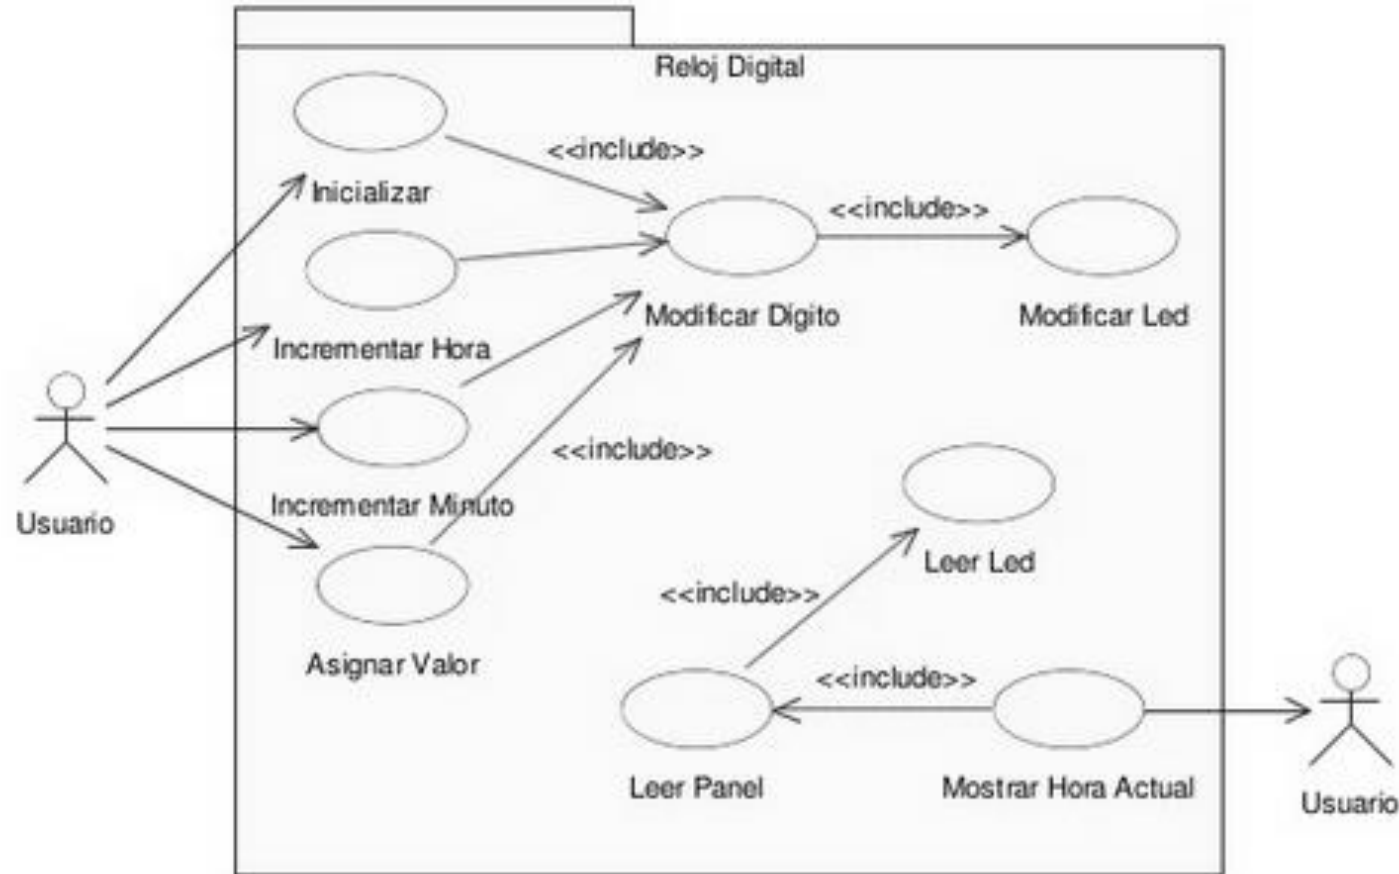 Reloj Digital
<<include>>
Inicializar
<<include>>
Modificar Dígito
Modificar Led
Incrementar Hora
<<include>>
Incrementar Minuto
Usuario
Leer Led
<<include>>
Asignar Valor
<<include>>
Leer Panel
Mostrar Hora Actual
Usuario